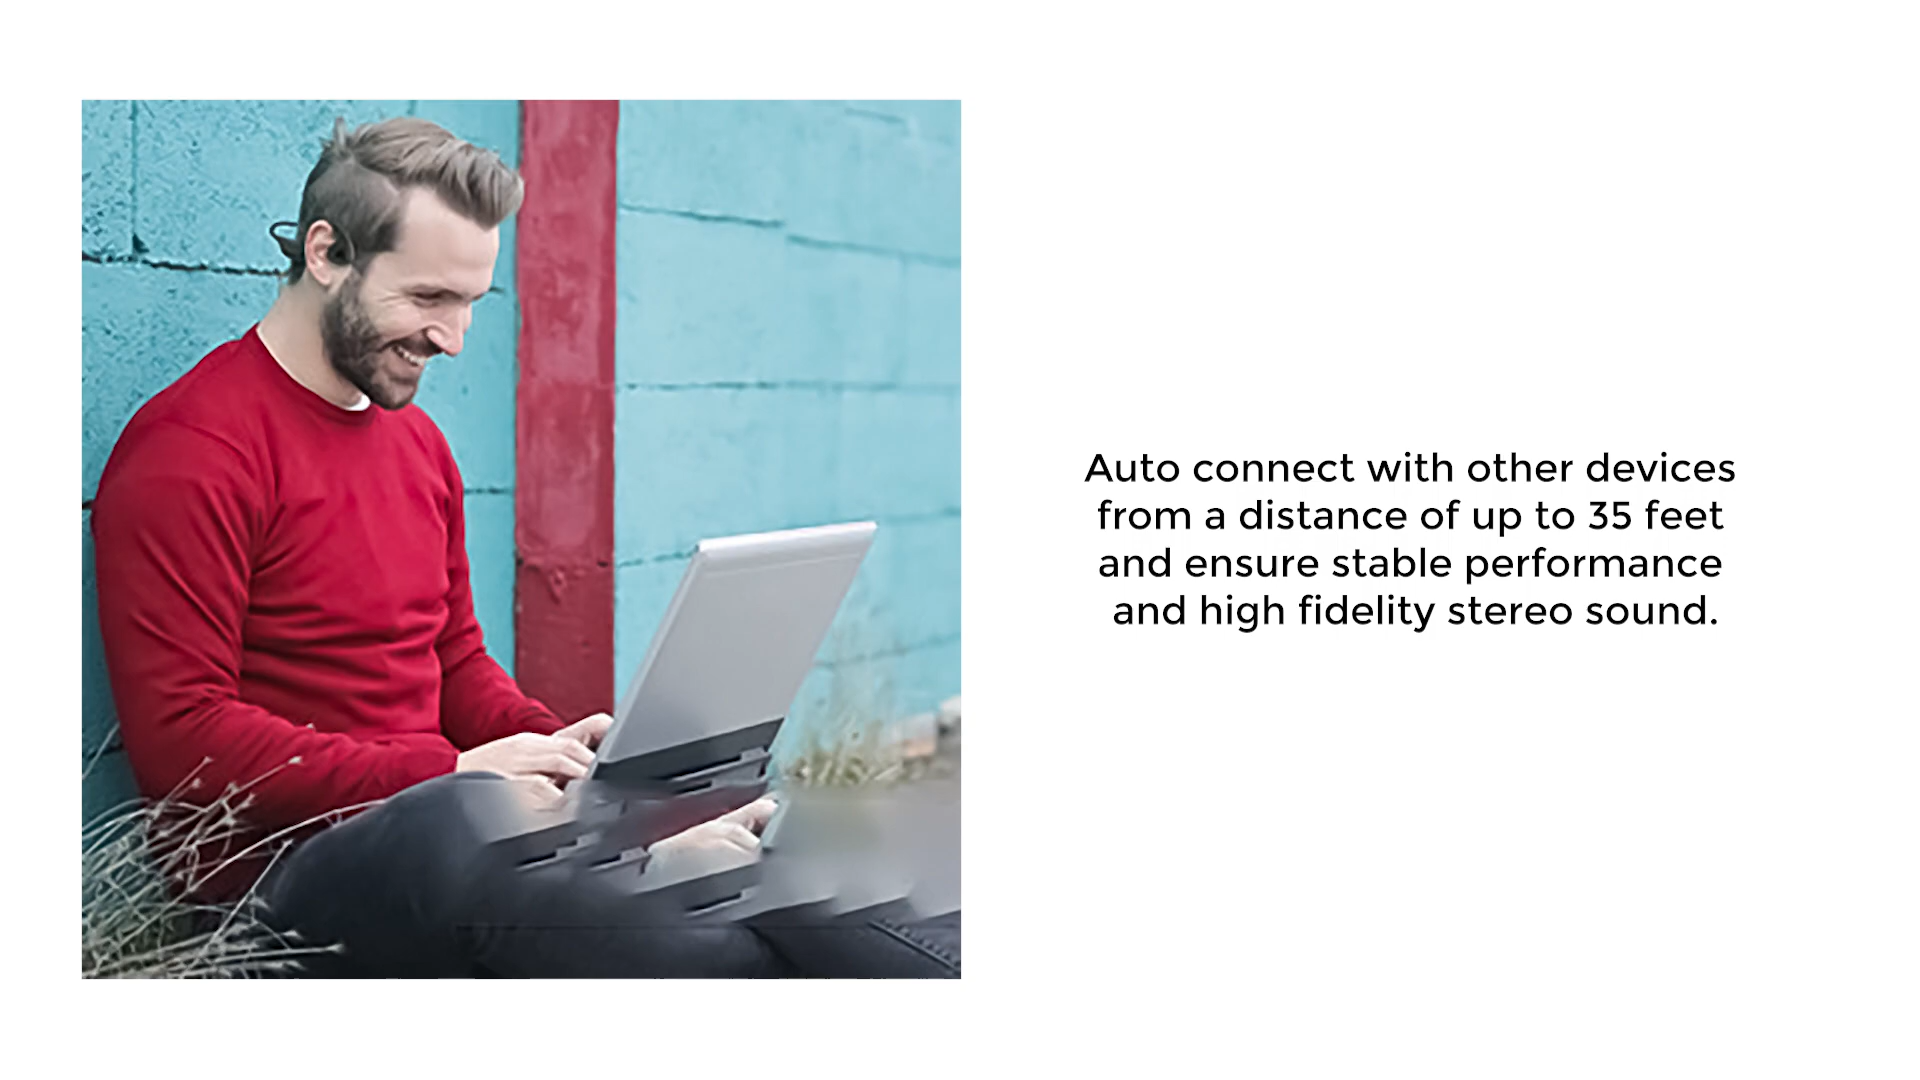 Auto connect with other devices
from a distance of up to 35 feet
and ensure stable performance
and high fidelity stereo sound.